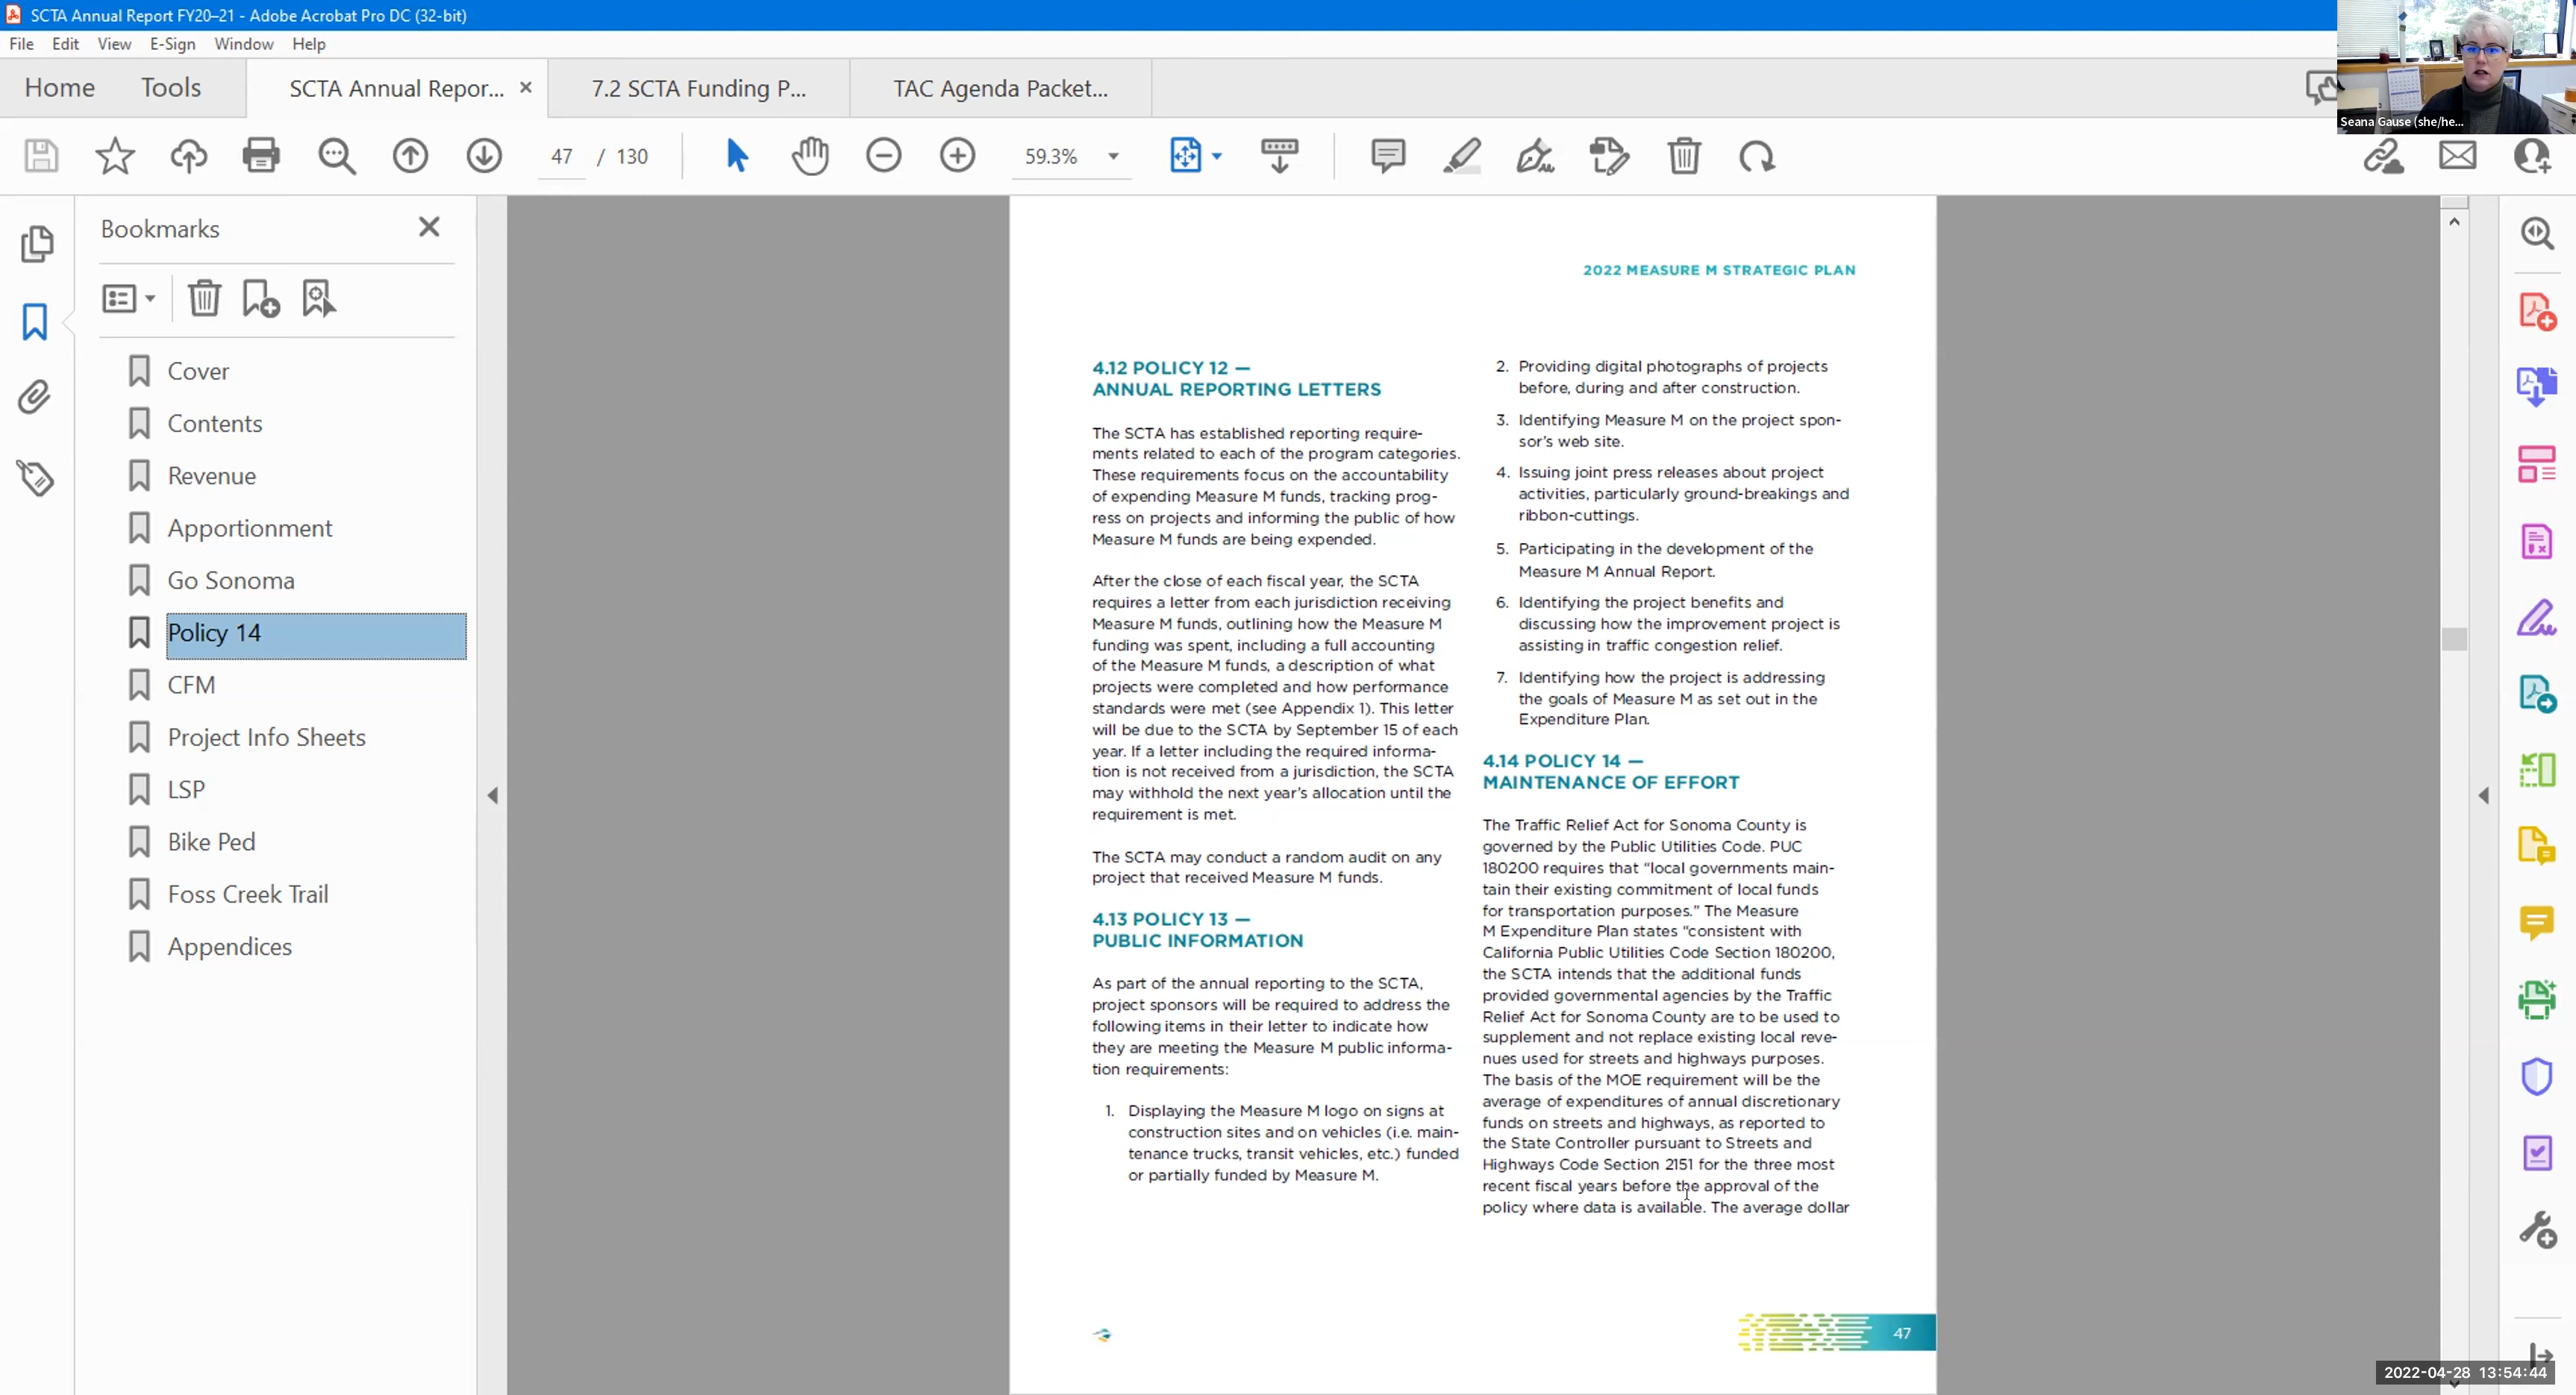 SCTA Annual Report FY20–21 - Adobe Acrobat Pro DC (32-bit)
File Edit View E-Sign Window Help
Home Tools SCTA Annual Repor... × 7.2 SCTA Funding P... TAC Agenda Packet...
Seana Gause (she/he...
47 / 130 59.3%
Bookmarks
Cover
Contents
Revenue
Apportionment
Go Sonoma
Policy 14
CFM
Project Info Sheets
LSP
Bike Ped
Foss Creek Trail
Appendices
2022 MEASURE M STRATEGIC PLAN
4.12 POLICY 12 —
ANNUAL REPORTING LETTERS
The SCTA has established reporting require-
ments related to each of the program categories.
These requirements focus on the accountability
of expending Measure M funds, tracking prog-
ress on projects and informing the public of how
Measure M funds are being expended.
After the close of each fiscal year, the SCTA
requires a letter from each jurisdiction receiving
Measure M funds, outlining how the Measure M
funding was spent, including a full accounting
of the Measure M funds, a description of what
projects were completed and how performance
standards were met (see Appendix 1). This letter
will be due to the SCTA by September 15 of each
year. If a letter including the required informa-
tion is not received from a jurisdiction, the SCTA
may withhold the next year's allocation until the
requirement is met.
The SCTA may conduct a random audit on any
project that received Measure M funds.
4.13 POLICY 13 —
PUBLIC INFORMATION
As part of the annual reporting to the SCTA,
project sponsors will be required to address the
following items in their letter to indicate how
they are meeting the Measure M public informa-
tion requirements:
1. Displaying the Measure M logo on signs at
construction sites and on vehicles (i.e. main-
tenance trucks, transit vehicles, etc.) funded
or partially funded by Measure M.
2. Providing digital photographs of projects
before, during and after construction.
3. Identifying Measure M on the project spon-
sor's web site.
4. Issuing joint press releases about project
activities, particularly ground-breakings and
ribbon-cuttings.
5. Participating in the development of the
Measure M Annual Report.
6. Identifying the project benefits and
discussing how the improvement project is
assisting in traffic congestion relief.
7. Identifying how the project is addressing
the goals of Measure M as set out in the
Expenditure Plan.
4.14 POLICY 14 —
MAINTENANCE OF EFFORT
The Traffic Relief Act for Sonoma County is
governed by the Public Utilities Code. PUC
180200 requires that “local governments main-
tain their existing commitment of local funds
for transportation purposes.” The Measure
M Expenditure Plan states “consistent with
California Public Utilities Code Section 180200,
the SCTA intends that the additional funds
provided governmental agencies by the Traffic
Relief Act for Sonoma County are to be used to
supplement and not replace existing local reve-
nues used for streets and highways purposes.
The basis of the MOE requirement will be the
average of expenditures of annual discretionary
funds on streets and highways, as reported to
the State Controller pursuant to Streets and
Highways Code Section 2151 for the three most
recent fiscal years before the approval of the
policy where data is available. The average dollar
47
2022-04-28 13:54:44